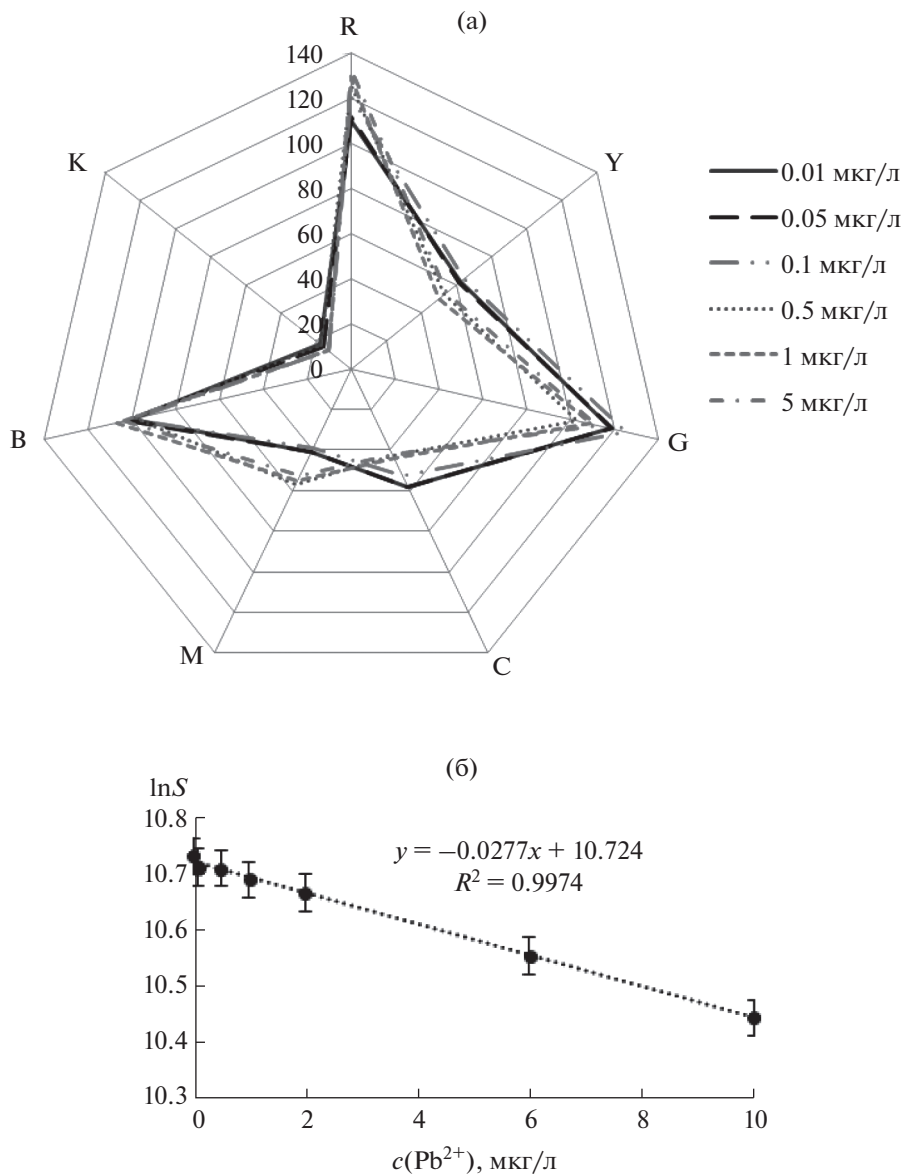 (а)
R
140
120
100
80
60
40
20
0
K
Y
B
G
M
C
0.01 мкг/л
0.05 мкг/л
0.1 мкг/л
0.5 мкг/л
1 мкг/л
5 мкг/л
(б)
lnS
10.8
10.7
10.6
10.5
10.4
10.3
y = −0.0277x + 10.724
R² = 0.9974
0 2 4 6 8 10
c(Pb²⁺), мкг/л